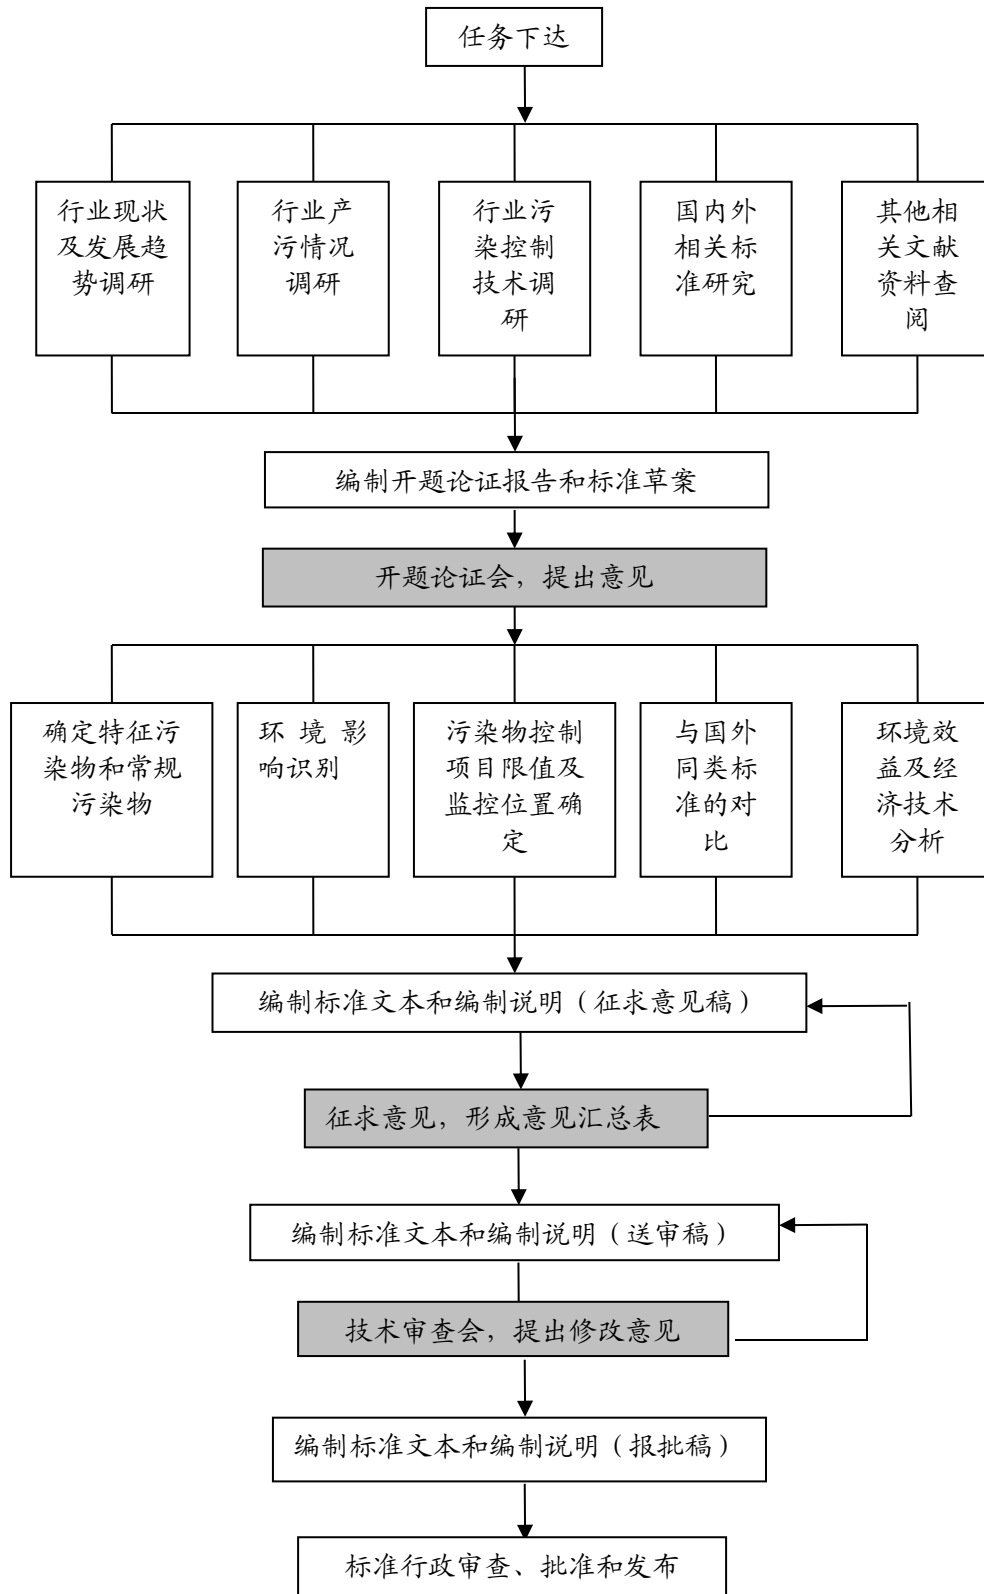 任务下达
行业现状
及发展趋
势调研
行业产
污情况
调研
行业污
染控制
技术调
研
国内外
相关标
准研究
其他相
关文献
资料查
阅
编制开题论证报告和标准草案
开题论证会，提出意见
确定特征污
染物和常规
污染物
环 境 影
响识别
污染物控制
项目限值及
监控位置确
定
与国外
同类标
准的对
比
环境效
益及经
济技术
分析
编制标准文本和编制说明（征求意见稿）
征求意见，形成意见汇总表
编制标准文本和编制说明（送审稿）
技术审查会，提出修改意见
编制标准文本和编制说明（报批稿）
标准行政审查、批准和发布